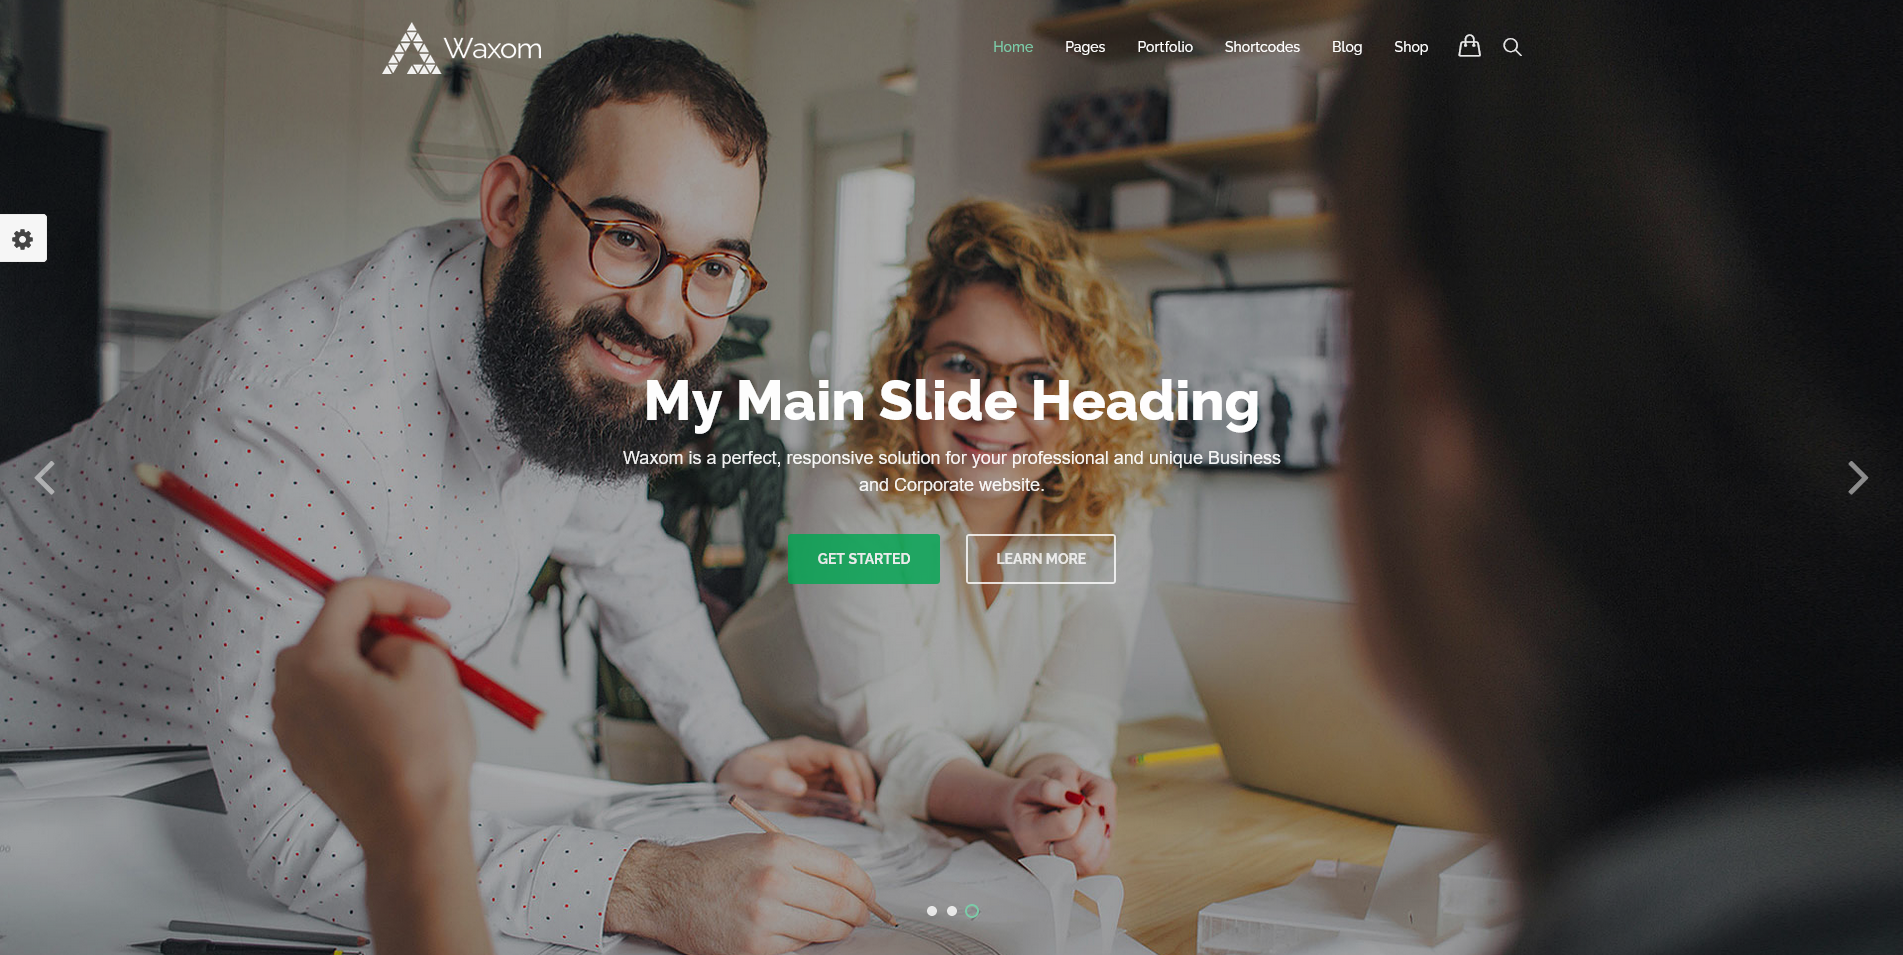 Waxom
Home Pages Portfolio Shortcodes Blog Shop
My Main Slide Heading
Waxom is a perfect, responsive solution for your professional and unique Business
and Corporate website.
GET STARTED LEARN MORE